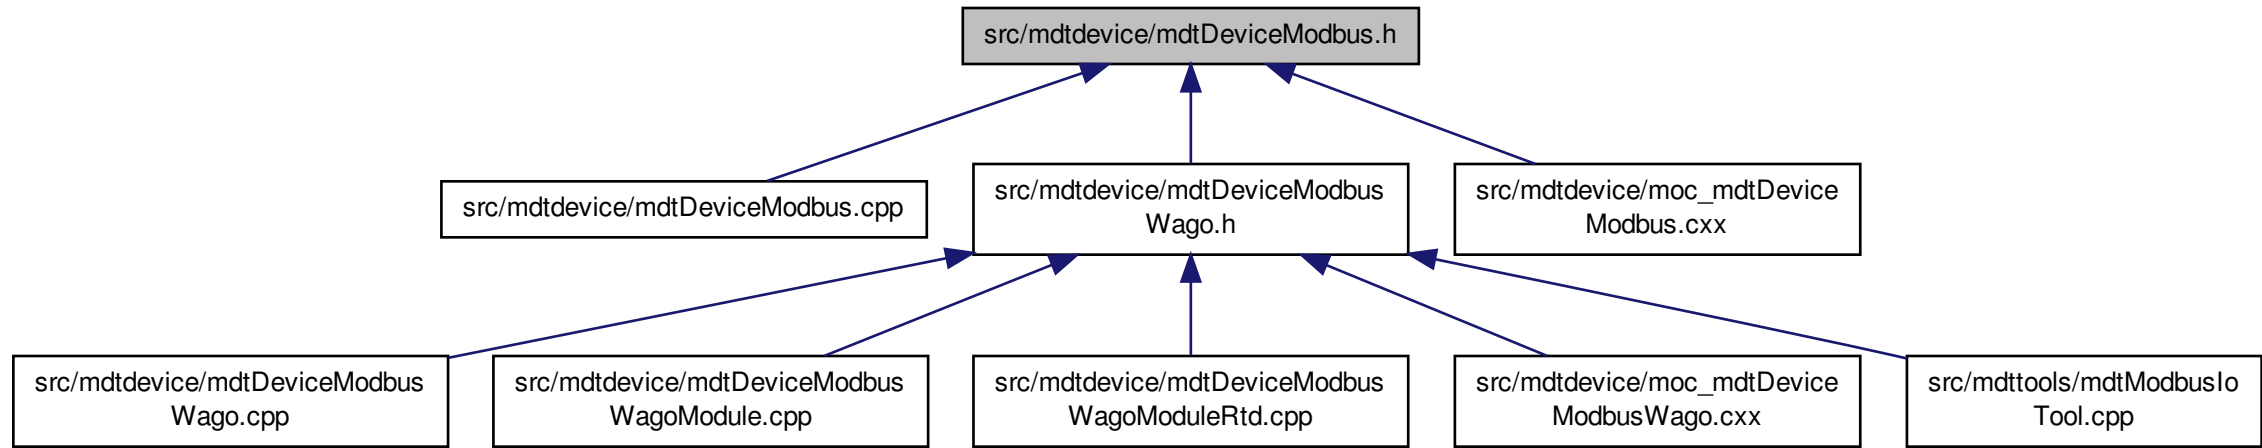 src/mdtdevice/mdtDeviceModbus.h
src/mdtdevice/mdtDeviceModbus.cpp
src/mdtdevice/mdtDeviceModbus
Wago.h
src/mdtdevice/moc_mdtDevice
Modbus.cxx
src/mdtdevice/mdtDeviceModbus
Wago.cpp
src/mdtdevice/mdtDeviceModbus
WagoModule.cpp
src/mdtdevice/mdtDeviceModbus
WagoModuleRtd.cpp
src/mdtdevice/moc_mdtDevice
ModbusWago.cxx
src/mdttools/mdtModbusIo
Tool.cpp